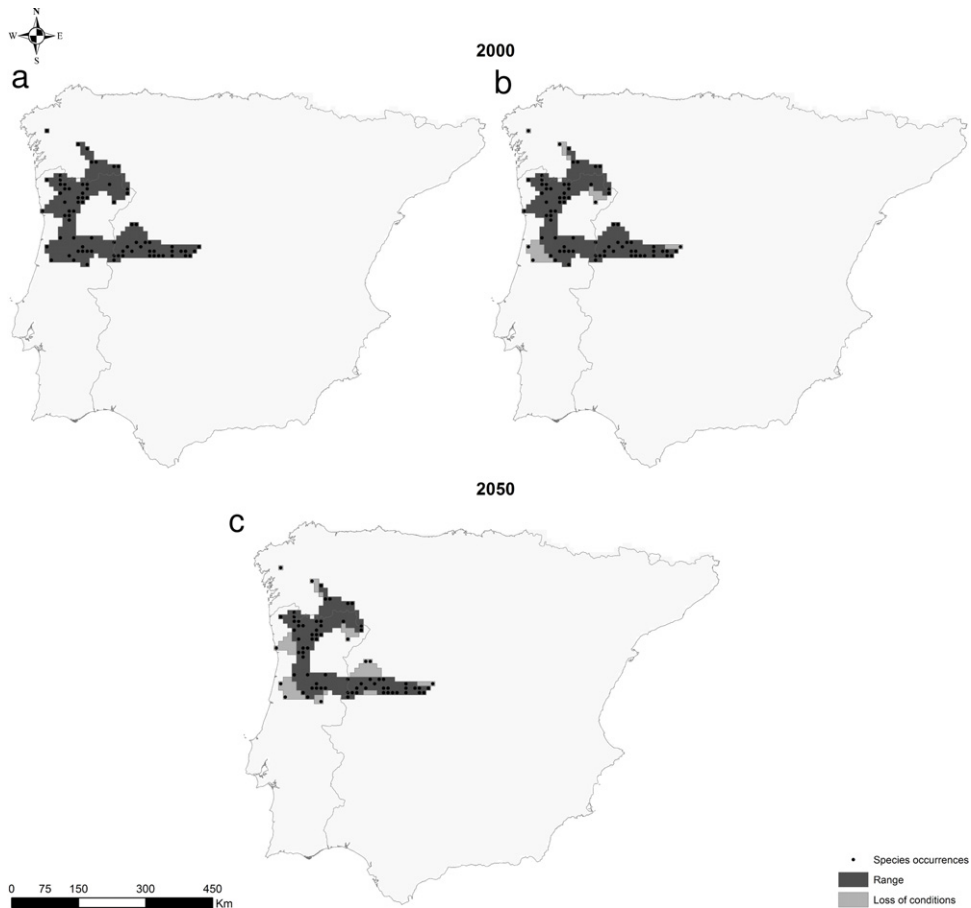 N
W E
S
2000
a
b
2050
c
0 75 150 300 450
Km
Species occurrences
Range
Loss of conditions